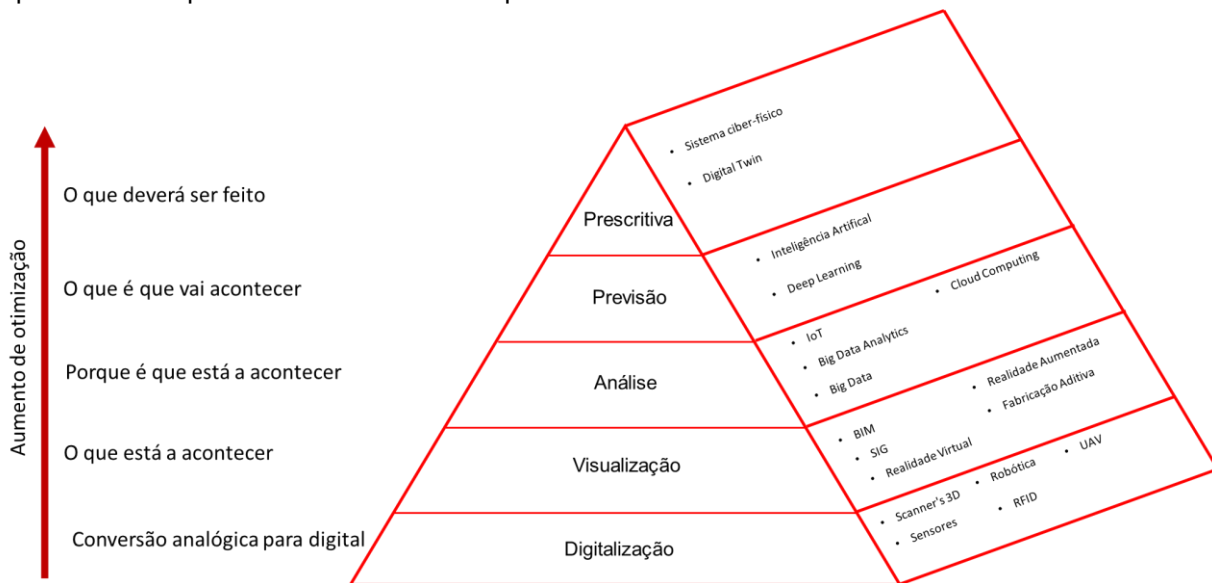 Sistema ciber-físico
Digital Twin
O que deverá ser feito
Prescritiva
Inteligência Artifical
Deep Learning
O que é que vai acontecer
Previsão
Cloud Computing
IoT
Big Data Analytics
Big Data
Porque é que está a acontecer
Análise
Realidade Aumentada
Fabricação Aditiva
BIM
SIG
Realidade Virtual
O que está a acontecer
Visualização
UAV
Robótica
Scanner's 3D
RFID
Sensores
Conversão analógica para digital
Digitalização
Aumento de otimização